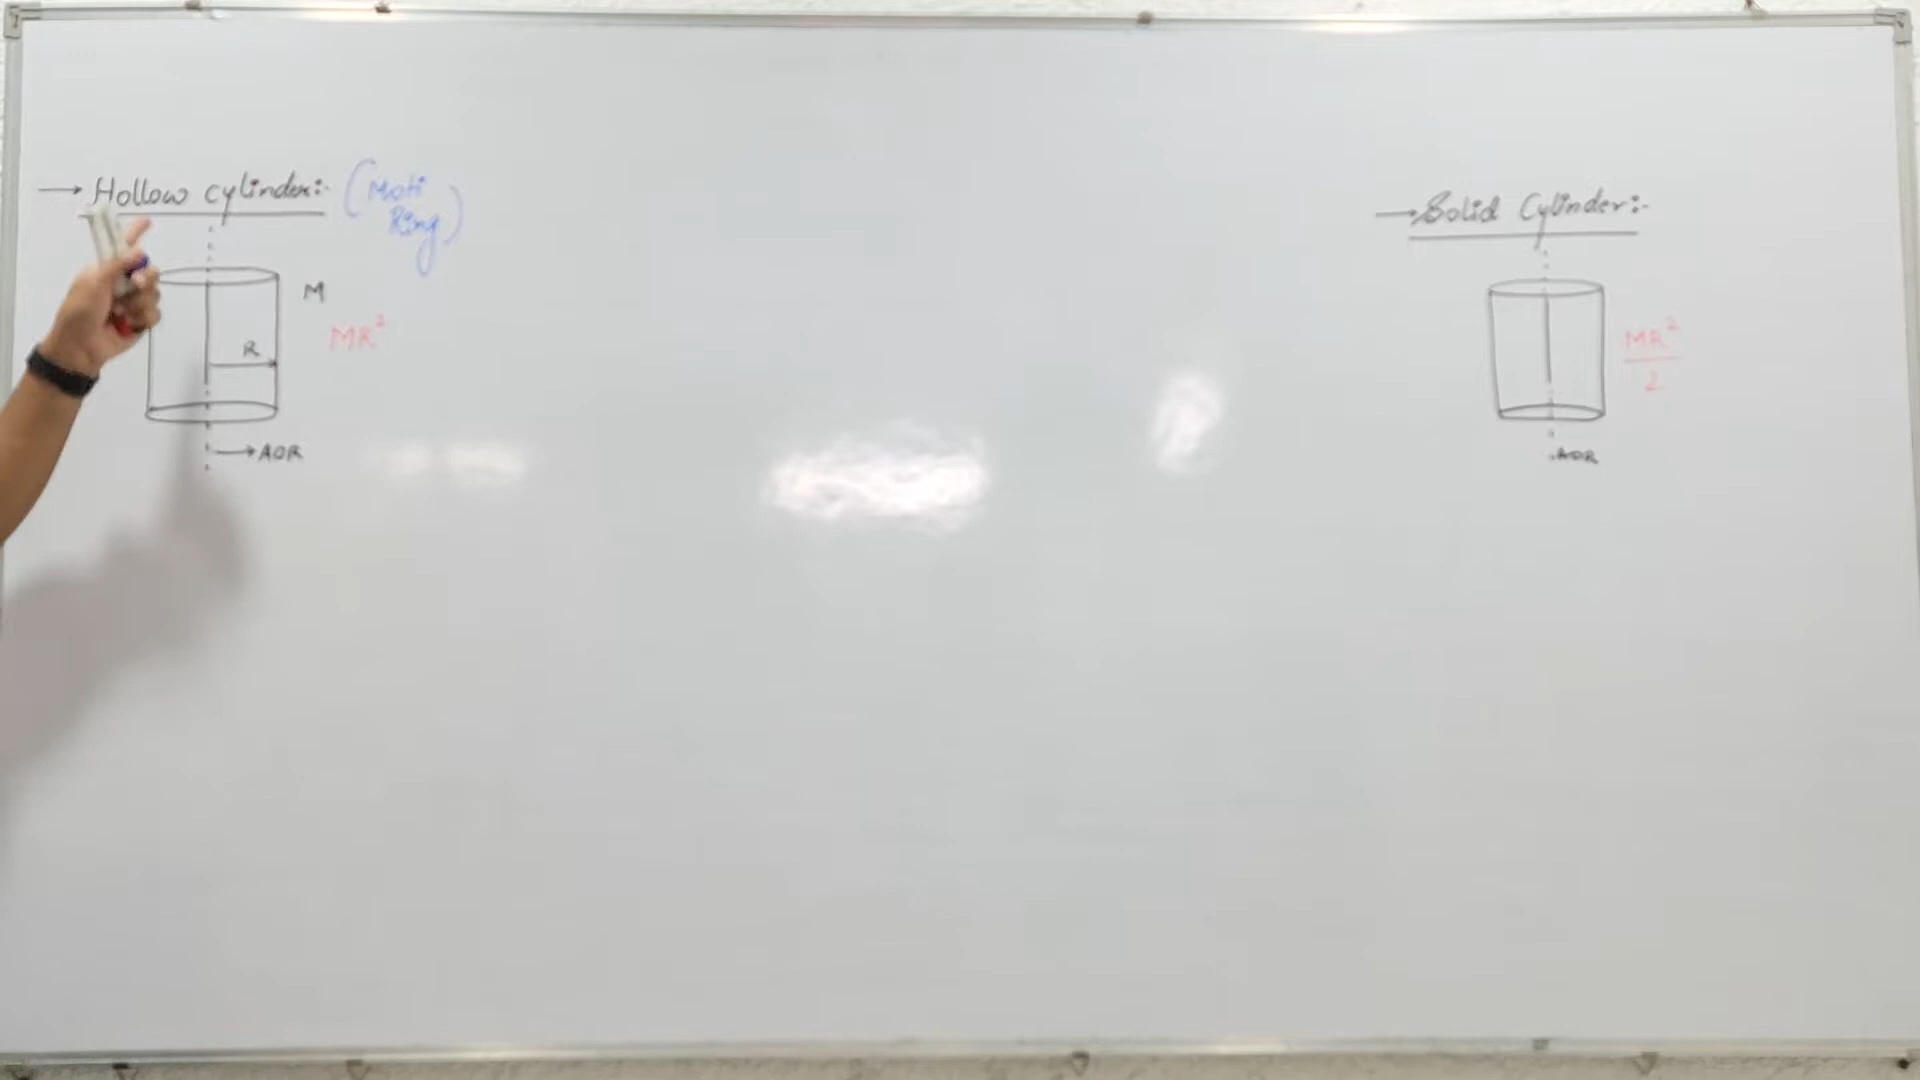 → Hollow cylinder:- (Moti
Ring)
M
MR²
R
→AOR
→ Solid Cylinder:-
MR²
2
AOR